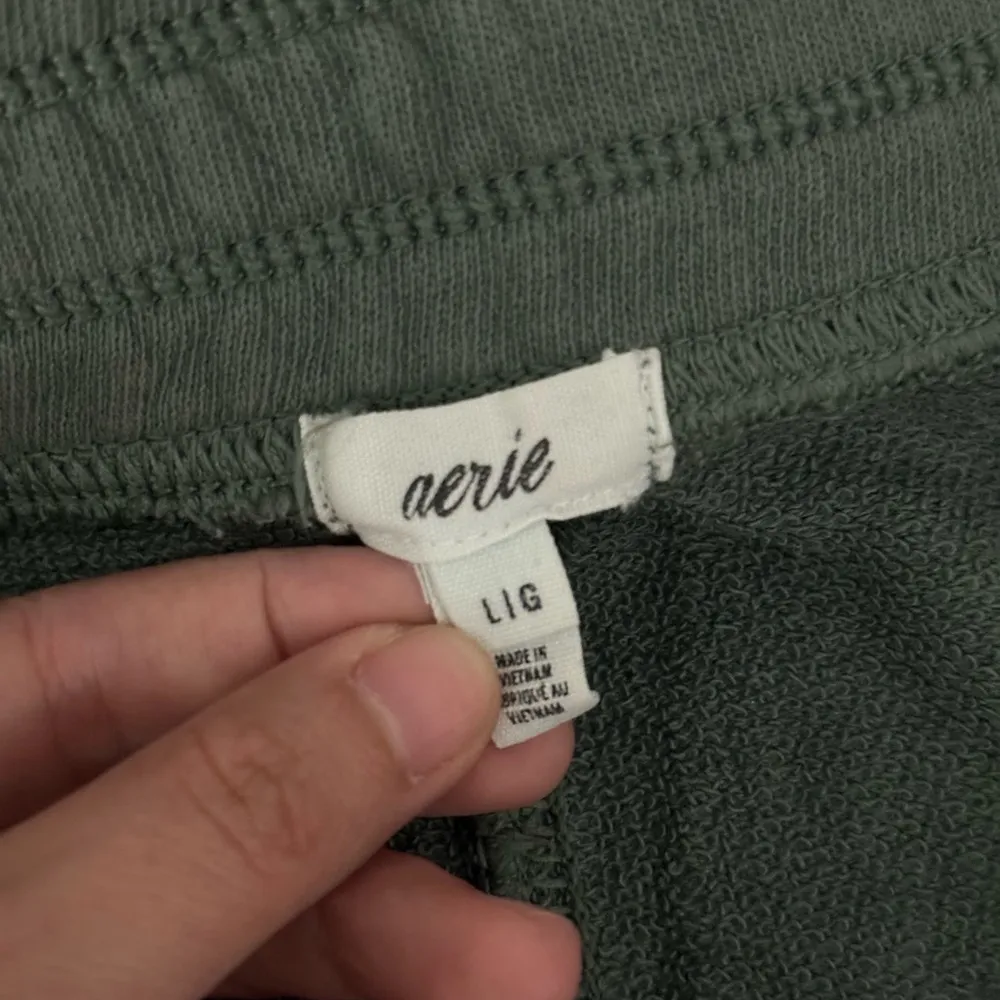 aerie
L|G
MADE IN
VIETNAM
FABRIQUÉ AU
VIETNAM